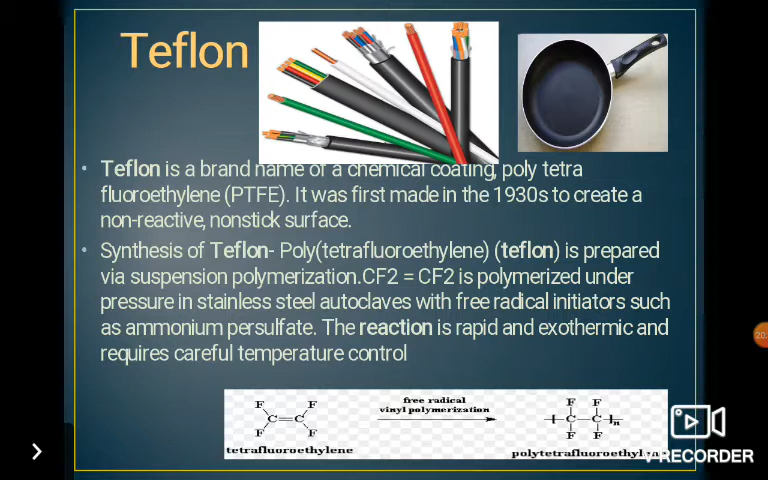 Teflon
• Teflon is a brand name of a chemical coating, poly tetra
fluoroethylene (PTFE). It was first made in the 1930s to create a
non-reactive, nonstick surface.
• Synthesis of Teflon- Poly(tetrafluoroethylene) (teflon) is prepared
via suspension polymerization.CF2 = CF2 is polymerized under
pressure in stainless steel autoclaves with free radical initiators such
as ammonium persulfate. The reaction is rapid and exothermic and
requires careful temperature control
F F
C=C
F F
tetrafluoroethylene
free radical
vinyl polymerization
F F
C-C
n
F F
V RECORDER
20